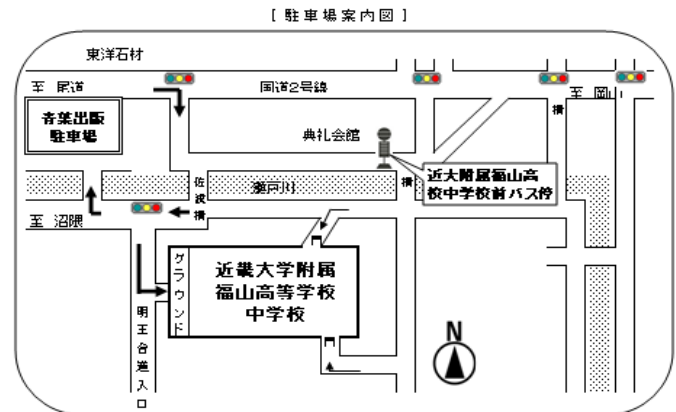 [ 駐車場案内図 ]
東洋石材
至 尾道
国道2号線
至 岡山
青葉出版
駐車場
典礼会館
橋
近大附属福山高
校中学校前バス停
佐波橋
瀬戸川
橋
至 沼隈
グラウンド
近畿大学附属
福山高等学校
中学校
明王台進入口
N